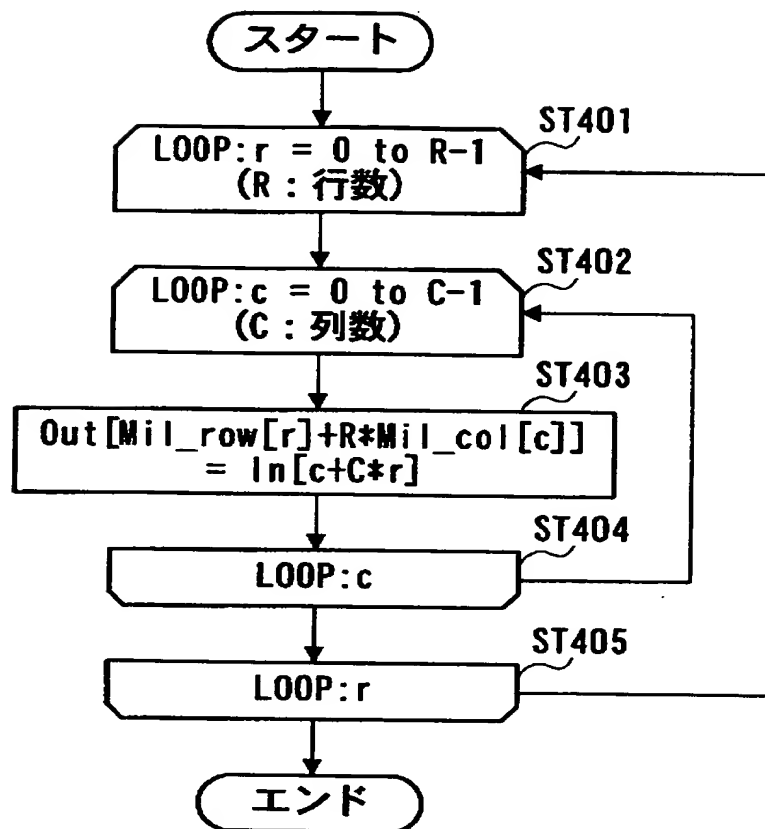 スタート
ST401
LOOP:r = 0 to R-1
(R:行数)
ST402
LOOP:c = 0 to C-1
(C:列数)
ST403
Out[Mil_row[r]+R*Mil_col[c]]
= In[c+C*r]
ST404
LOOP:c
ST405
LOOP:r
エンド